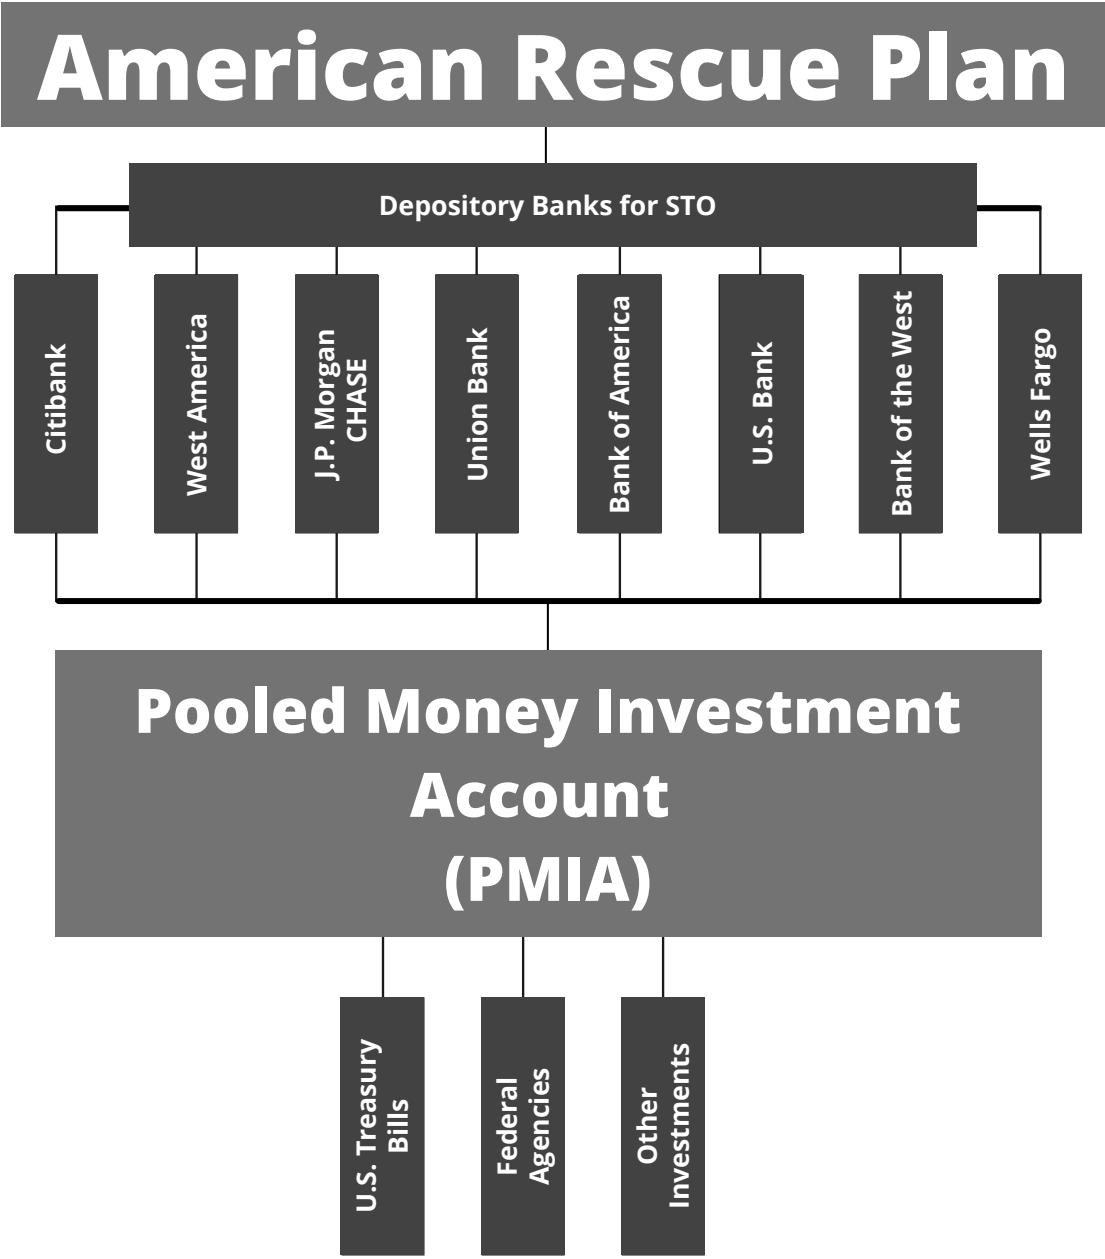 American Rescue Plan
Depository Banks for STO
Citibank
West America
J.P. Morgan
CHASE
Union Bank
Bank of America
U.S. Bank
Bank of the West
Wells Fargo
Pooled Money Investment
Account
(PMIA)
U.S. Treasury
Bills
Federal
Agencies
Other
Investments